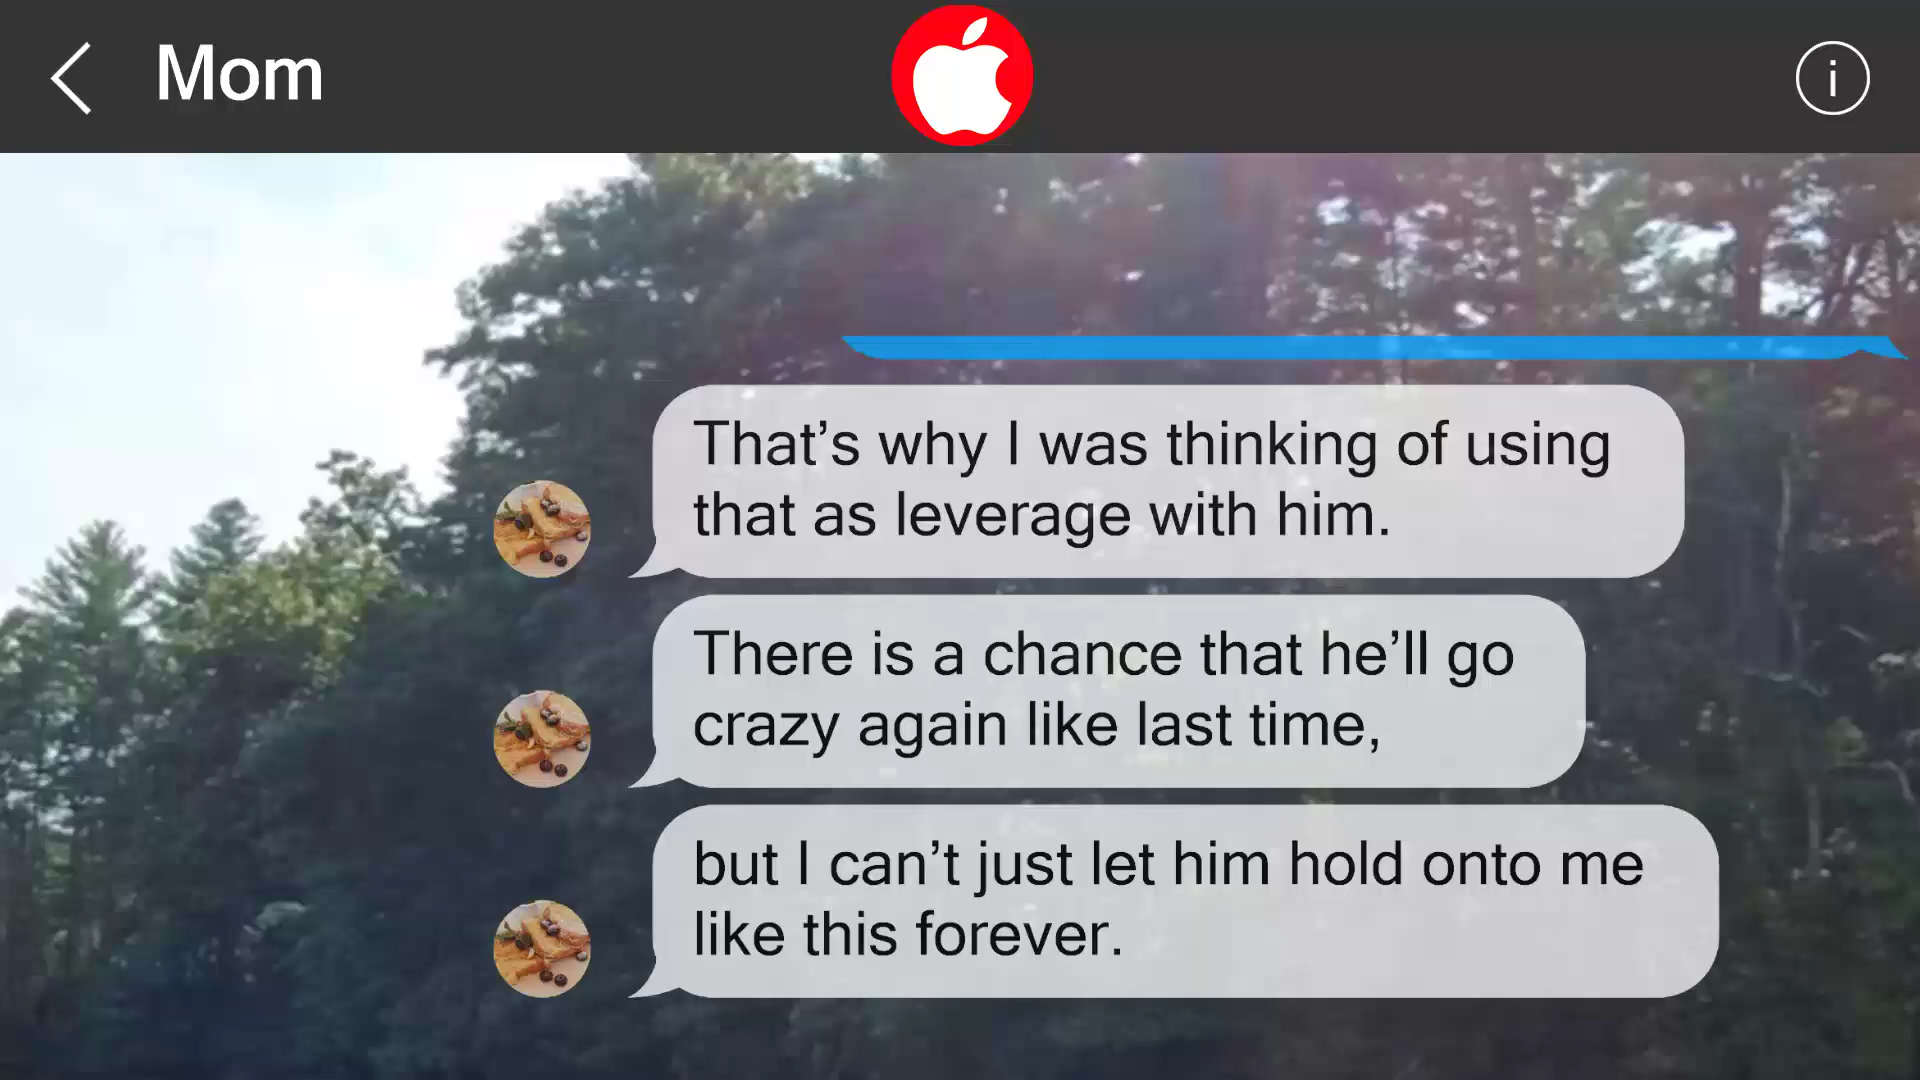 Mom
That’s why I was thinking of using
that as leverage with him.
There is a chance that he’ll go
crazy again like last time,
but I can’t just let him hold onto me
like this forever.